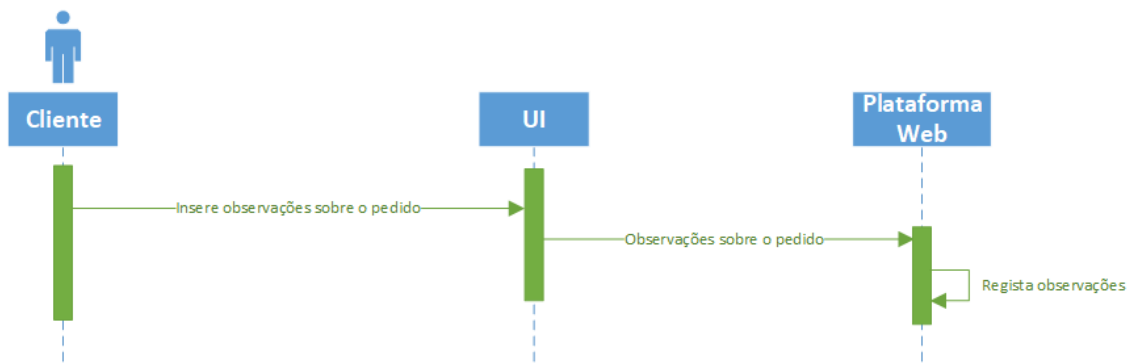 Cliente
UI
Plataforma
Web
Insere observações sobre o pedido
Observações sobre o pedido
Regista observações